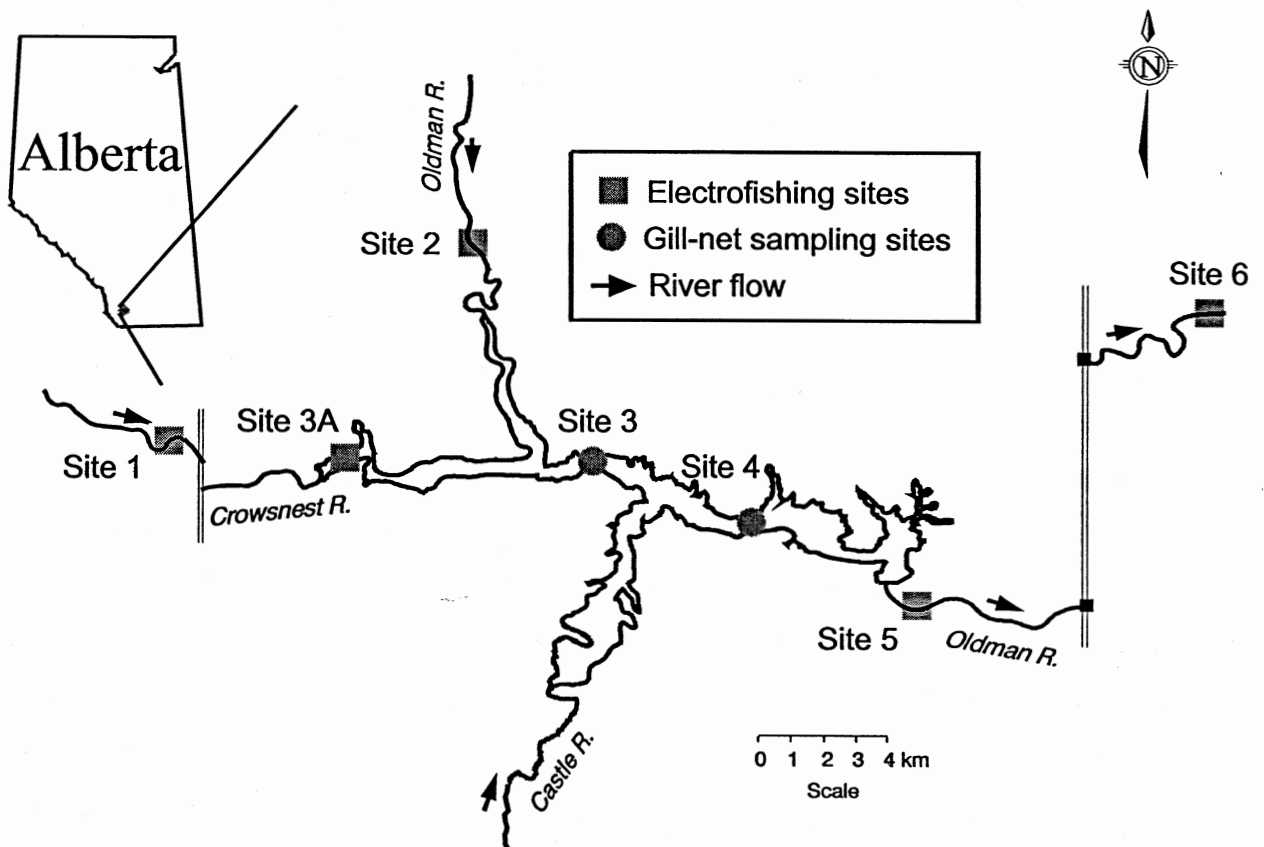 Alberta
Oldman R.
N
Electrofishing sites
Gill-net sampling sites
River flow
Site 2
Site 6
Site 1
Site 3A
Site 3
Site 4
Crowsnest R.
Site 5
Oldman R.
Castle R.
0 1 2 3 4 km
Scale